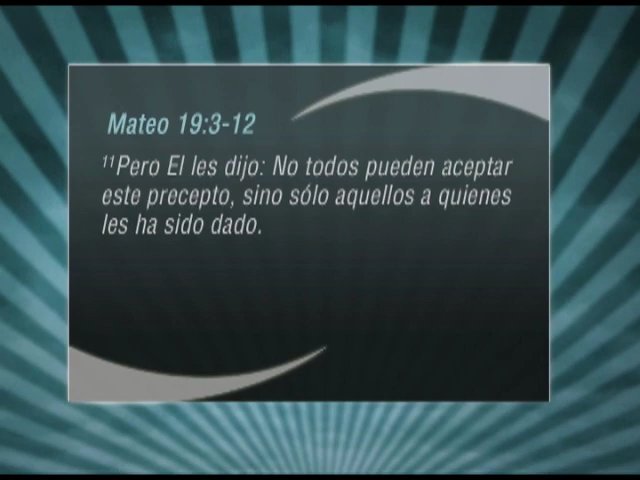 Mateo 19:3-12
¹¹Pero El les dijo: No todos pueden aceptar
este precepto, sino sólo aquellos a quienes
les ha sido dado.